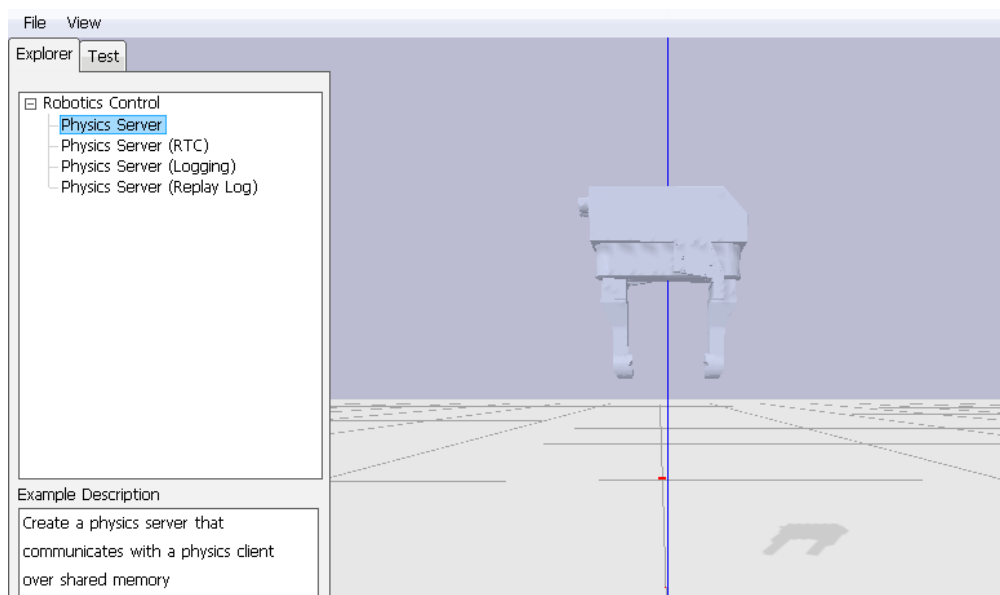 File View
Explorer Test
Robotics Control
Physics Server
Physics Server (RTC)
Physics Server (Logging)
Physics Server (Replay Log)
Example Description
Create a physics server that
communicates with a physics client
over shared memory